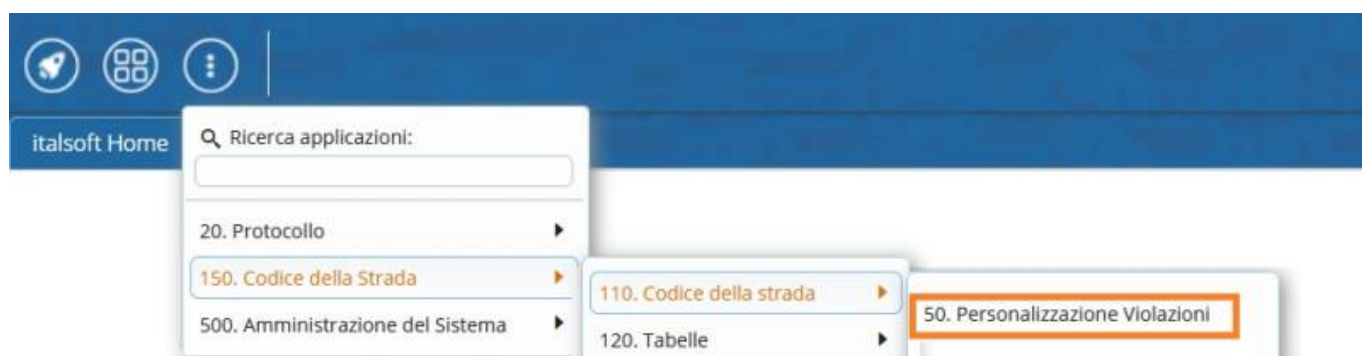 italsoft Home
Ricerca applicazioni:
20. Protocollo
150. Codice della Strada
500. Amministrazione del Sistema
110. Codice della strada
120. Tabelle
50. Personalizzazione Violazioni